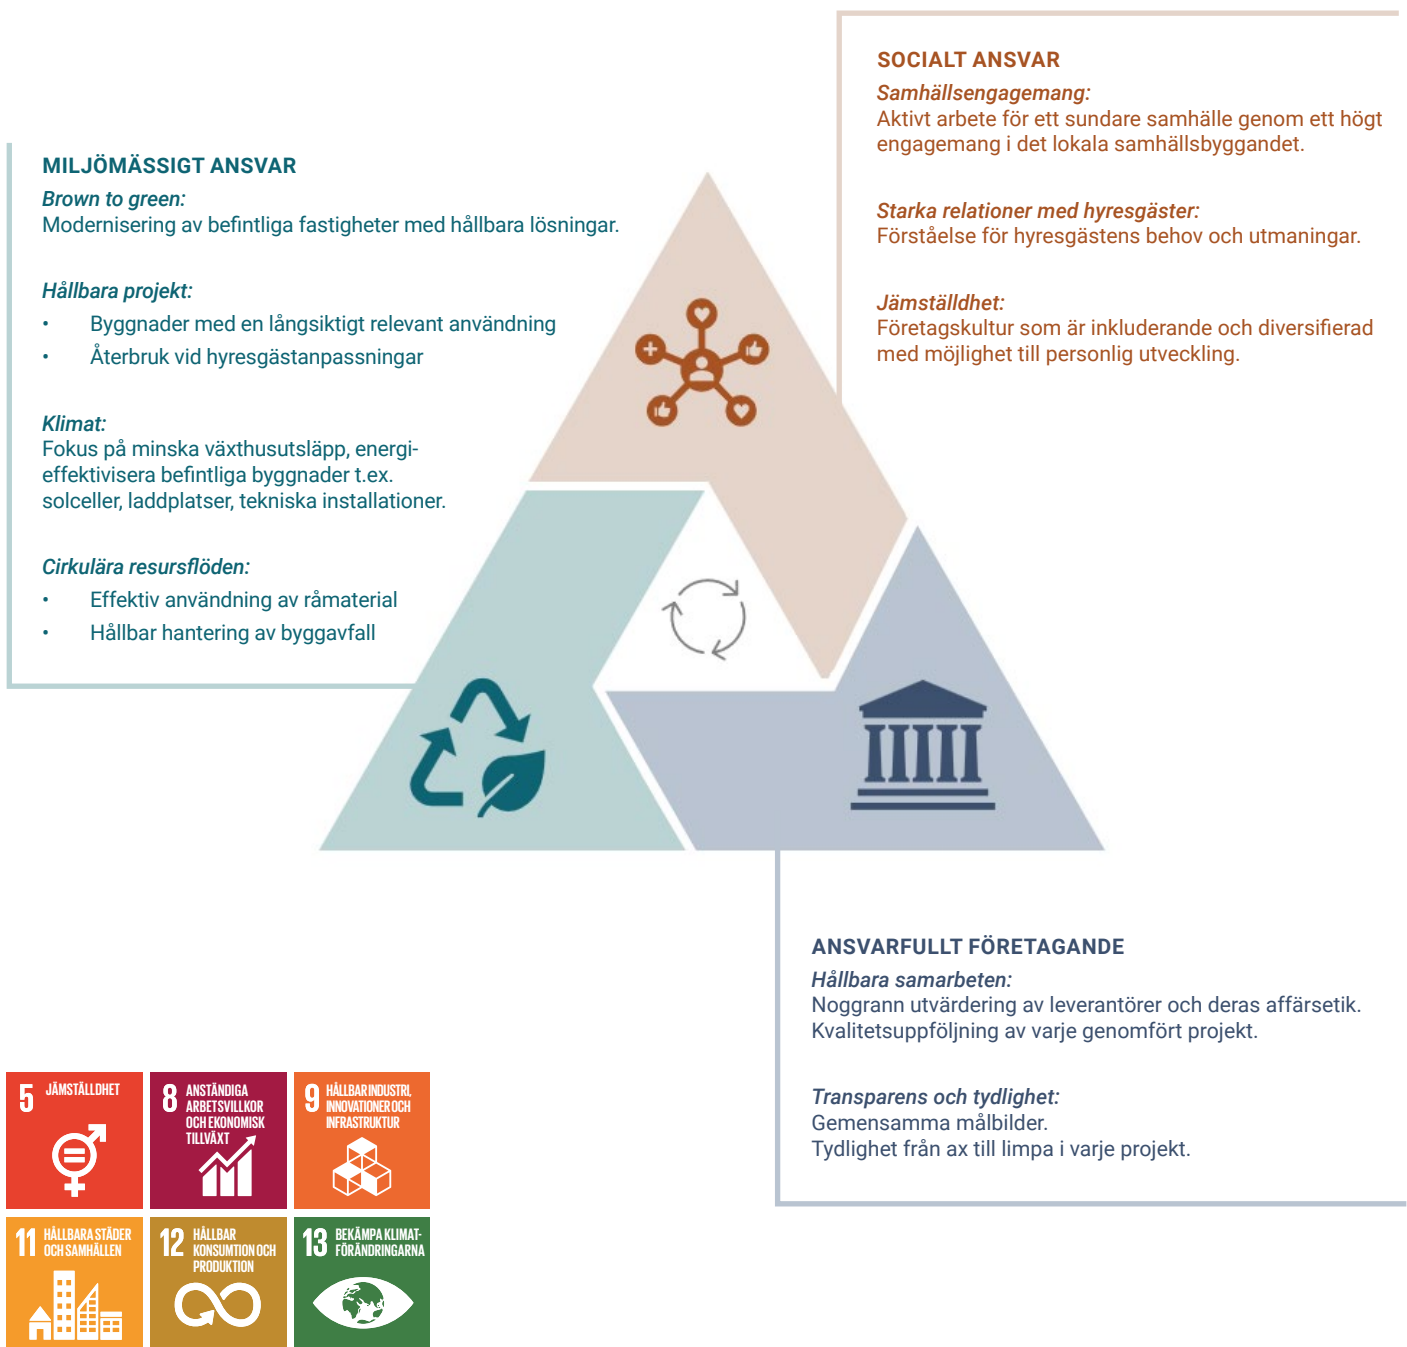 SOCIALT ANSVAR
Samhällsengagemang:
Aktivt arbete för ett sundare samhälle genom ett högt
engagemang i det lokala samhällsbyggandet.
Starka relationer med hyresgäster:
Förståelse för hyresgästens behov och utmaningar.
Jämställdhet:
Företagskultur som är inkluderande och diversifierad
med möjlighet till personlig utveckling.
MILJÖMÄSSIGT ANSVAR
Brown to green:
Modernisering av befintliga fastigheter med hållbara lösningar.
Hållbara projekt:
• Byggnader med en långsiktigt relevant användning
• Återbruk vid hyresgästanpassningar
Klimat:
Fokus på minska växthusutsläpp, energi-
effektivisera befintliga byggnader t.ex.
solceller, laddplatser, tekniska installationer.
Cirkulära resursflöden:
• Effektiv användning av råmaterial
• Hållbar hantering av byggavfall
ANSVARFULLT FÖRETAGANDE
Hållbara samarbeten:
Noggrann utvärdering av leverantörer och deras affärsetik.
Kvalitetsuppföljning av varje genomfört projekt.
Transparens och tydlighet:
Gemensamma målbilder.
Tydlighet från ax till limpa i varje projekt.
5 JÄMSTÄLLDHET
8 ANSTÄNDIGA
ARBETSVILLKOR
OCH EKONOMISK
TILLVÄXT
9 HÅLLBAR INDUSTRI,
INNOVATIONER OCH
INFRASTRUKTUR
11 HÅLLBARA STÄDER
OCH SAMHÄLLEN
12 HÅLLBAR
KONSUMTION OCH
PRODUKTION
13 BEKÄMPA KLIMAT-
FÖRÄNDRINGARNA